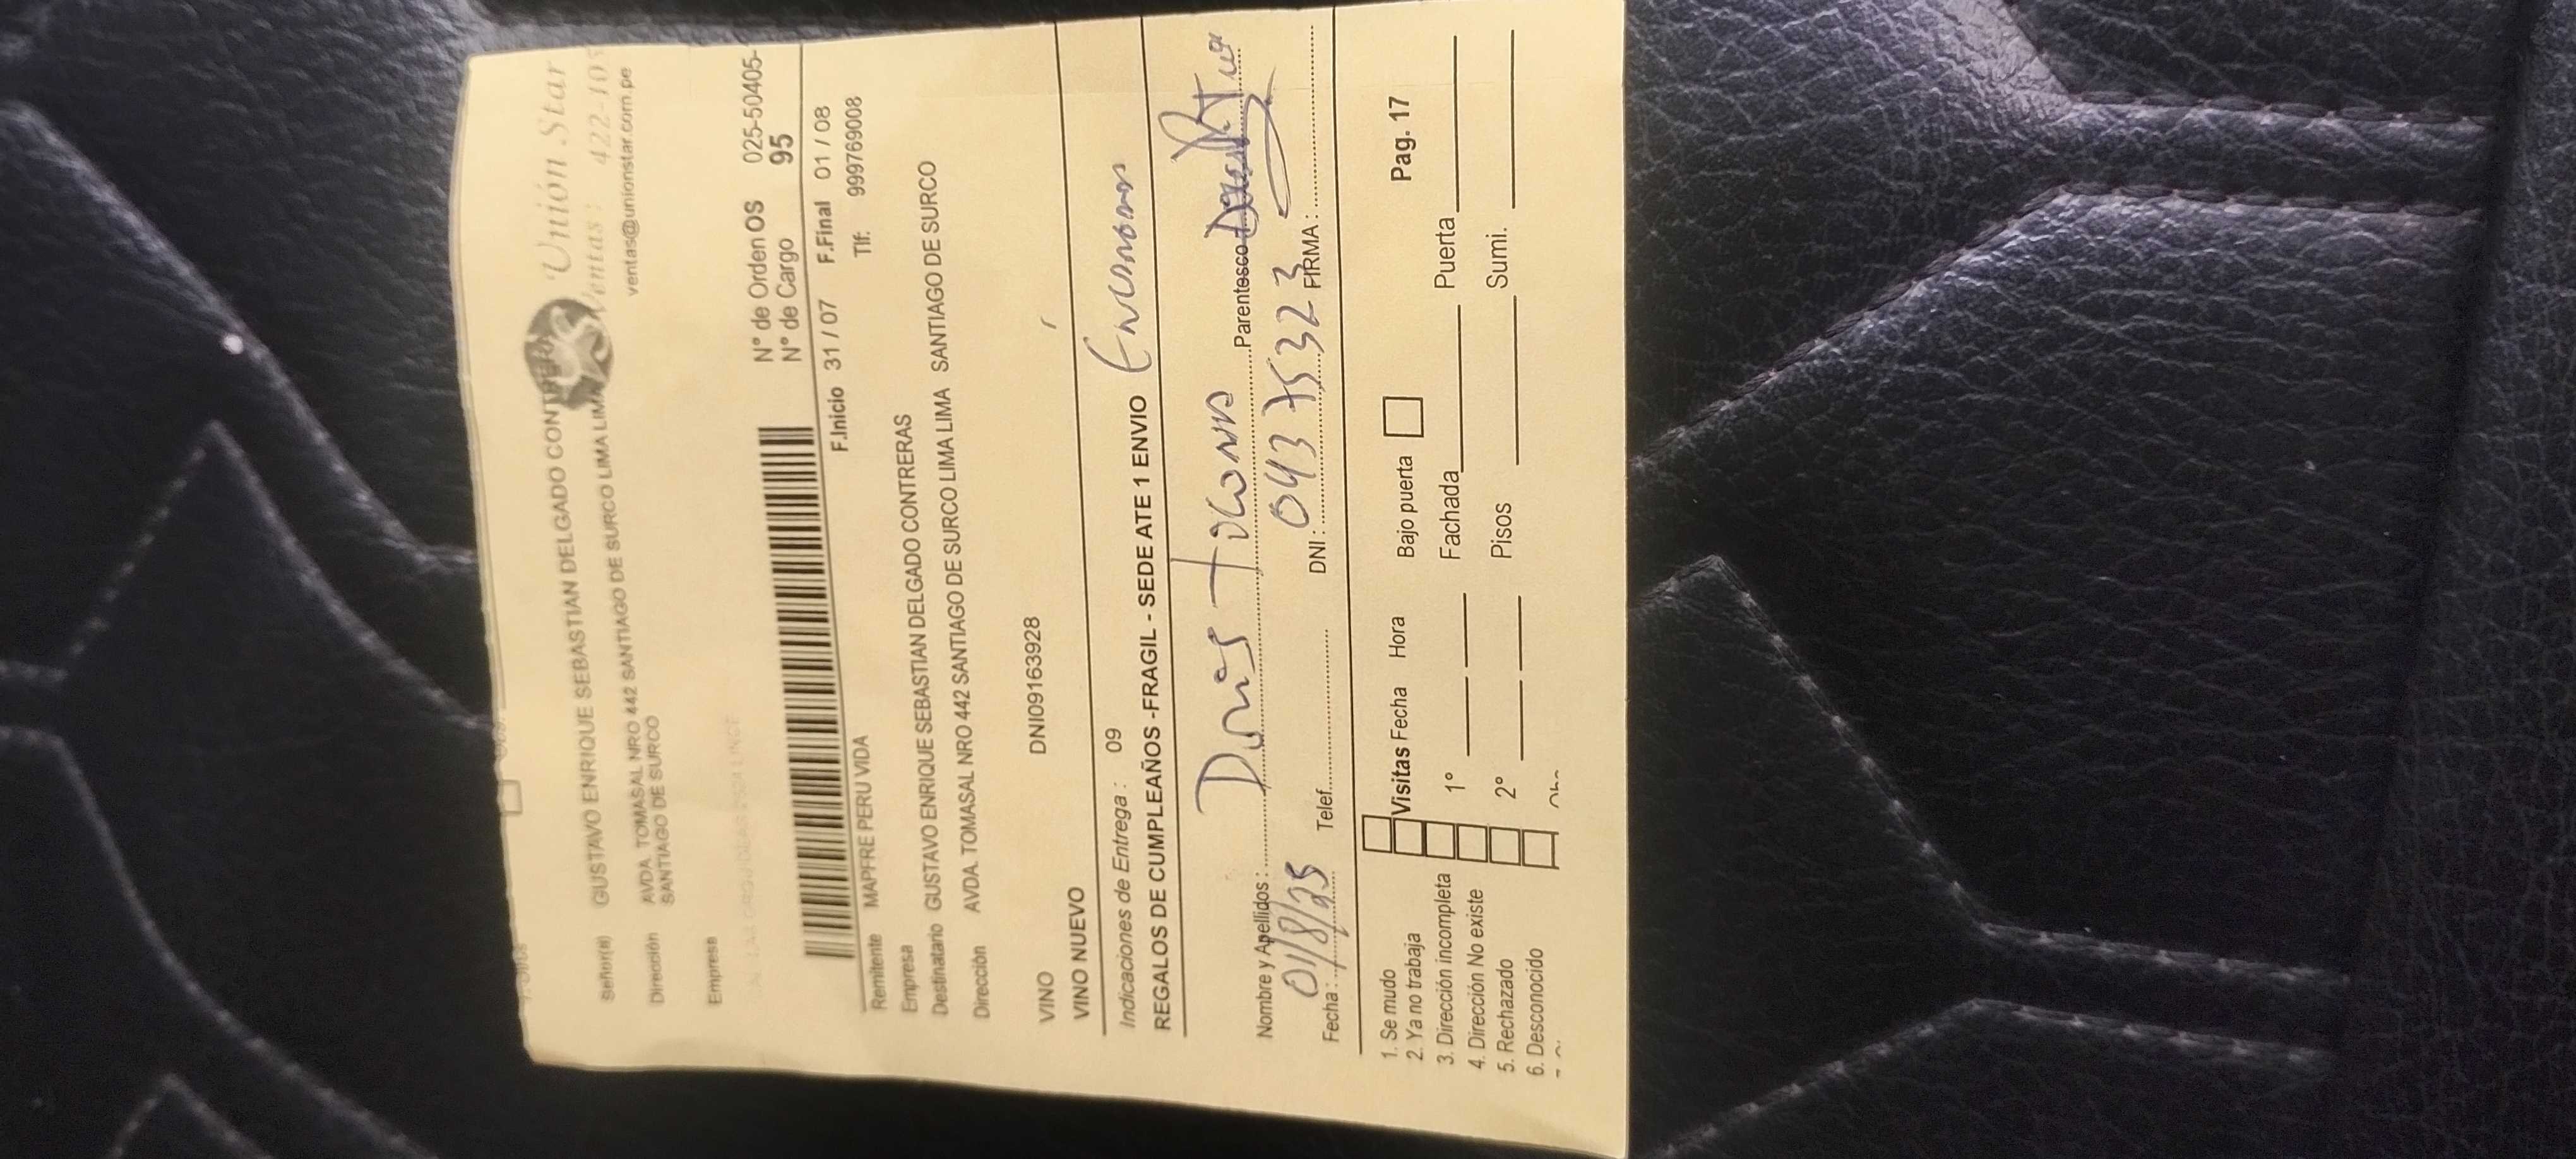 Unión Star
Ventas : 422-10
ventas@unionstar.com.pe
Señor(a) GUSTAVO ENRIQUE SEBASTIAN DELGADO CONTRERAS
Dirección AVDA. TOMASAL NRO 442 SANTIAGO DE SURCO LIMA LIMA
SANTIAGO DE SURCO
Empresa
N° de Orden OS 025-50405-
N° de Cargo 95
F.Inicio 31 / 07 F.Final 01 / 08
Remitente MAPFRE PERU VIDA Tlf. 999769008
Empresa
Destinatario GUSTAVO ENRIQUE SEBASTIAN DELGADO CONTRERAS
Dirección AVDA. TOMASAL NRO 442 SANTIAGO DE SURCO LIMA LIMA SANTIAGO DE SURCO
VINO DNI09163928
VINO NUEVO
Indicaciones de Entrega : 09
REGALOS DE CUMPLEAÑOS -FRAGIL - SEDE ATE 1 ENVIO
Nombre y Apellidos : Doris Ticona Parentesco
Fecha : 01/8/25 Telef. DNI : 04375323 FIRMA :
1. Se mudo
2. Ya no trabaja
3. Dirección incompleta
4. Dirección No existe
5. Rechazado
6. Desconocido
Visitas Fecha Hora Bajo puerta Pag. 17
1° Fachada Puerta
2° Pisos Sumi.